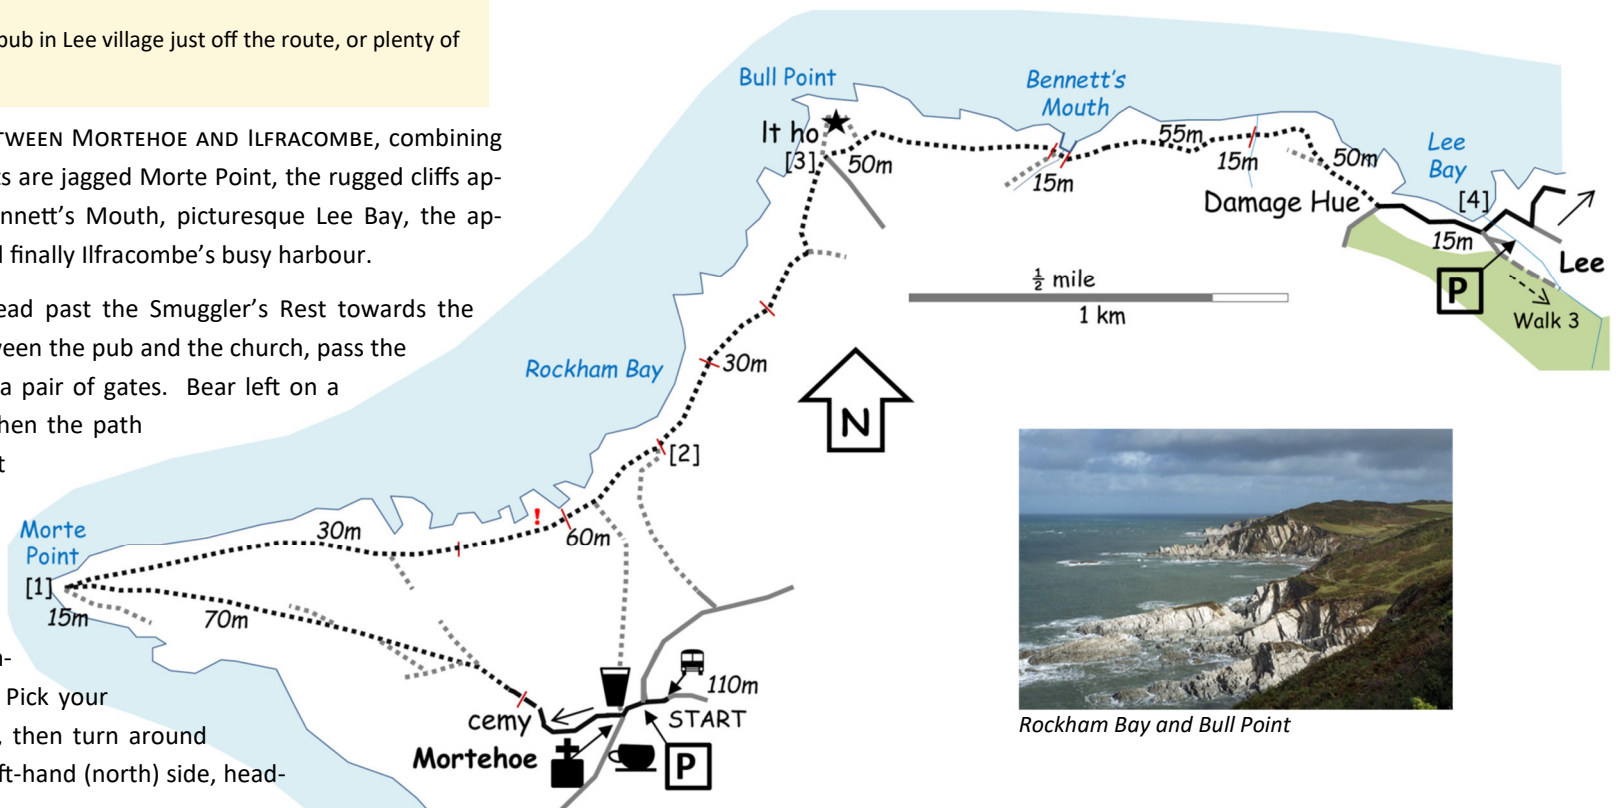 pub in Lee village just off the route, or plenty of
TWEEN MORTEHOE AND ILFRACOMBE, combining
ts are jagged Morte Point, the rugged cliffs ap-
ennett's Mouth, picturesque Lee Bay, the ap-
d finally Ilfracombe's busy harbour.
ead past the Smuggler's Rest towards the
ween the pub and the church, pass the
a pair of gates. Bear left on a
hen the path
t
n-
Pick your
, then turn around
ft-hand (north) side, head-
Bull Point
Bennett's
Mouth
lt ho
[3]
50m
15m
55m
15m
50m
Lee
Bay
[4]
Damage Hue
15m
Lee
P
Walk 3
½ mile
1 km
Rockham Bay
30m
N
[2]
!
60m
30m
Morte
Point
[1]
15m
70m
110m
START
cemy
Mortehoe
P
Rockham Bay and Bull Point